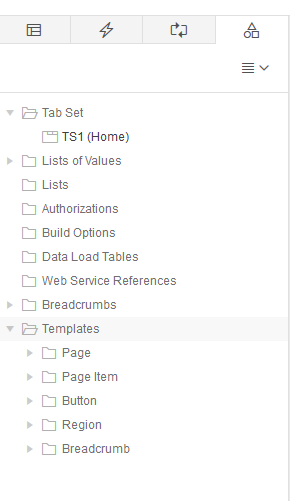 Tab Set
TS1 (Home)
Lists of Values
Lists
Authorizations
Build Options
Data Load Tables
Web Service References
Breadcrumbs
Templates
Page
Page Item
Button
Region
Breadcrumb